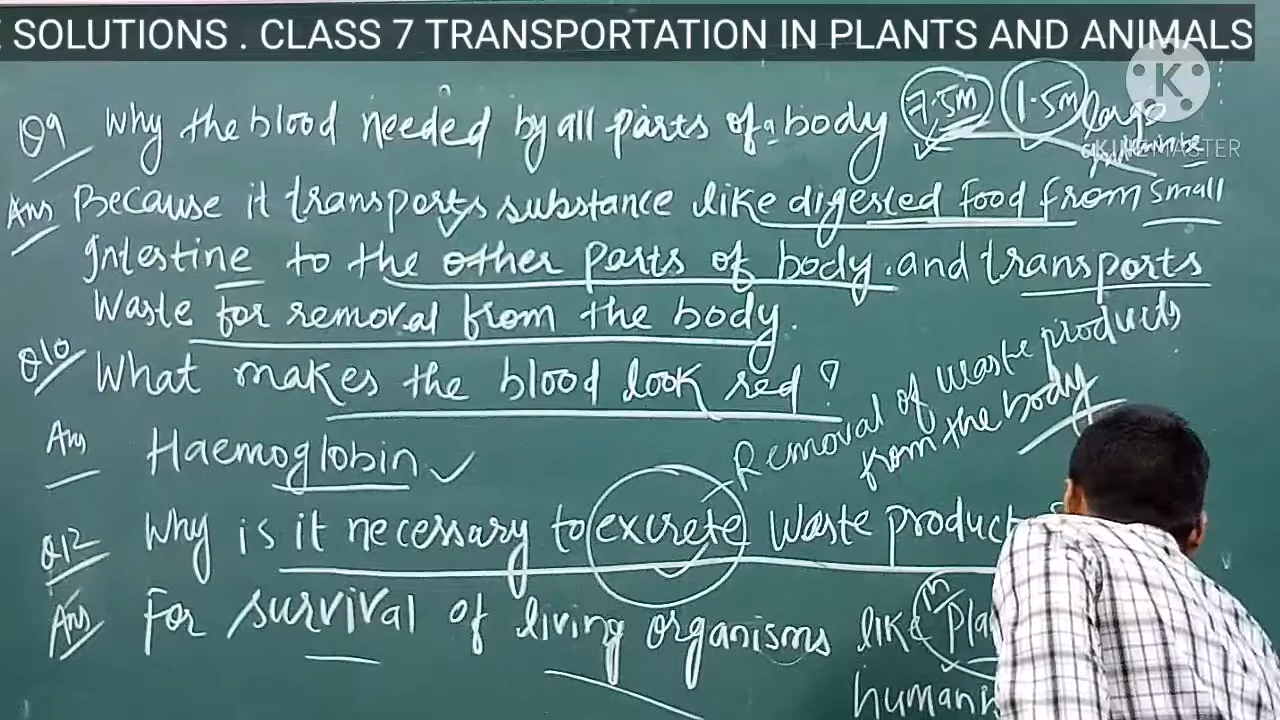 E SOLUTIONS . CLASS 7 TRANSPORTATION IN PLANTS AND ANIMALS
K
KINEMASTER
Q9 Why the blood needed by all parts of a body 7.5m 1.5m large
Ans Because it transports substance like digested food from small
Intestine to the other parts of body. and transports
Waste for removal from the body.
Q10 What makes the blood look red ?
Removal of waste products
from the body
Ans Haemoglobin
Q12 Why is it necessary to excrete waste product
Ans For survival of living organisms like in
human